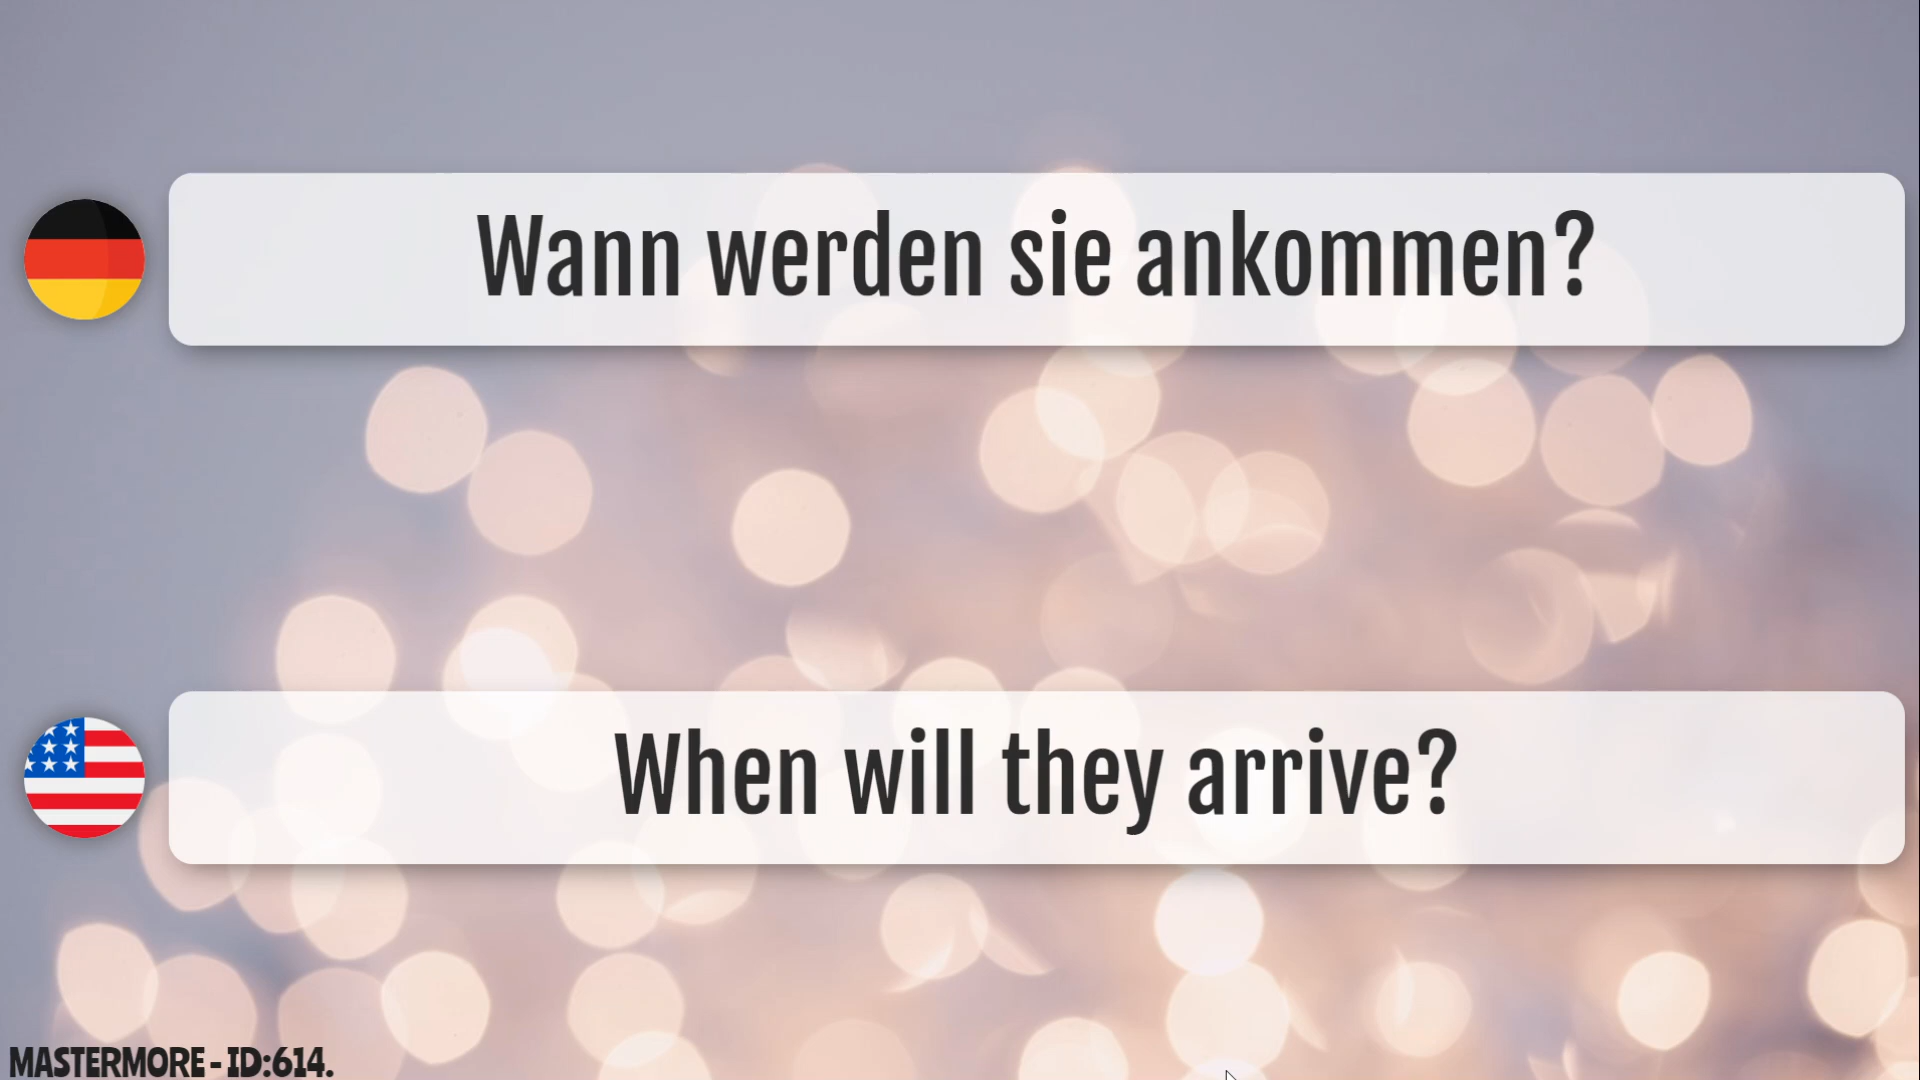 Wann werden sie ankommen?
When will they arrive?
MASTERMORE - ID:614.